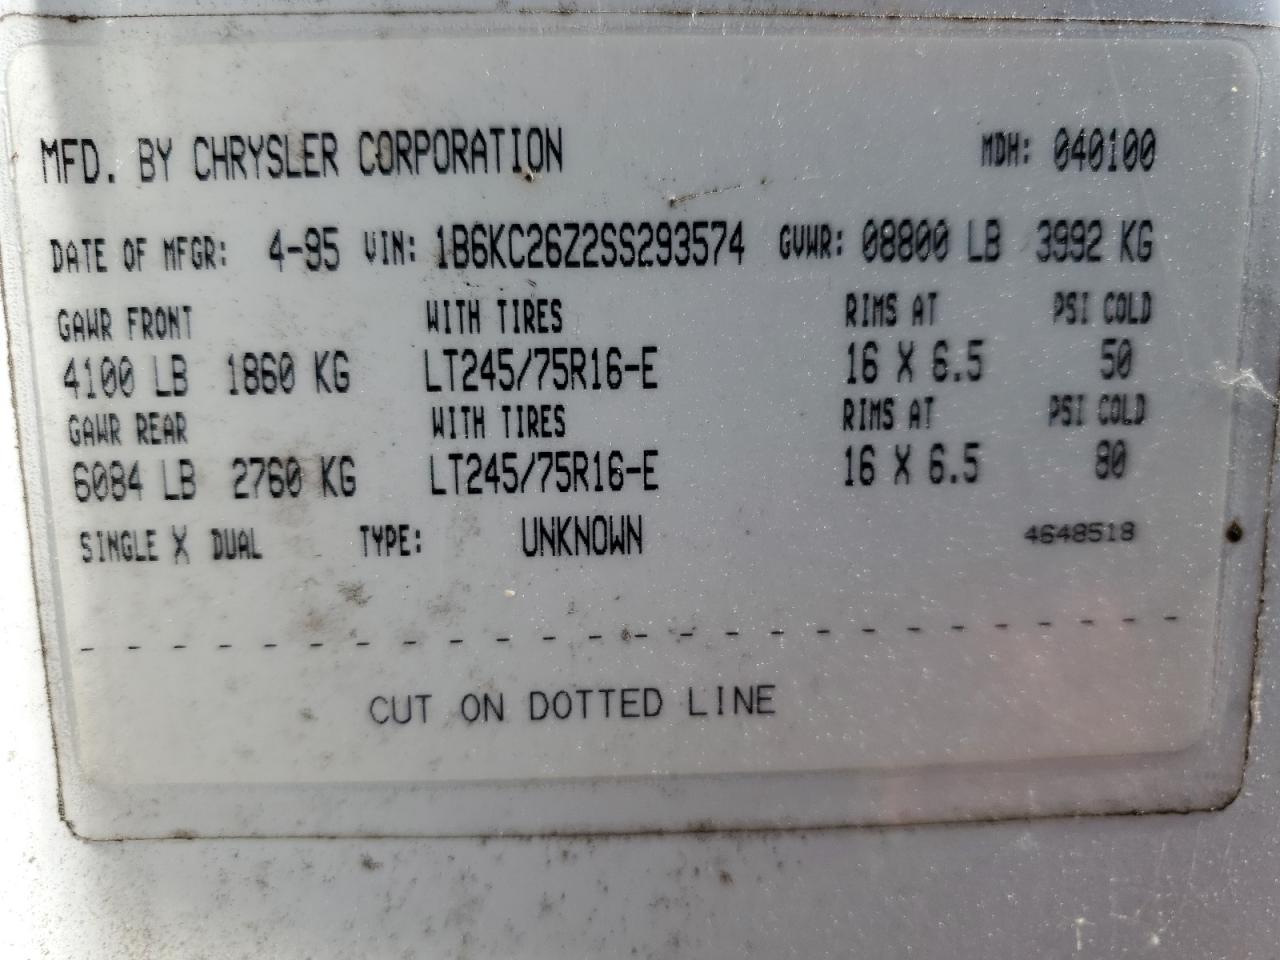 MFD. BY CHRYSLER CORPORATION MDH: 040100
DATE OF MFGR: 4-95 VIN: 1B6KC26Z2SS293574 GVWR: 08800 LB 3992 KG
GAWR FRONT WITH TIRES RIMS AT PSI COLD
4100 LB 1860 KG LT245/75R16-E 16 X 6.5 50
GAWR REAR WITH TIRES RIMS AT PSI COLD
6084 LB 2760 KG LT245/75R16-E 16 X 6.5 80
SINGLE X DUAL TYPE: UNKNOWN 4648518
CUT ON DOTTED LINE